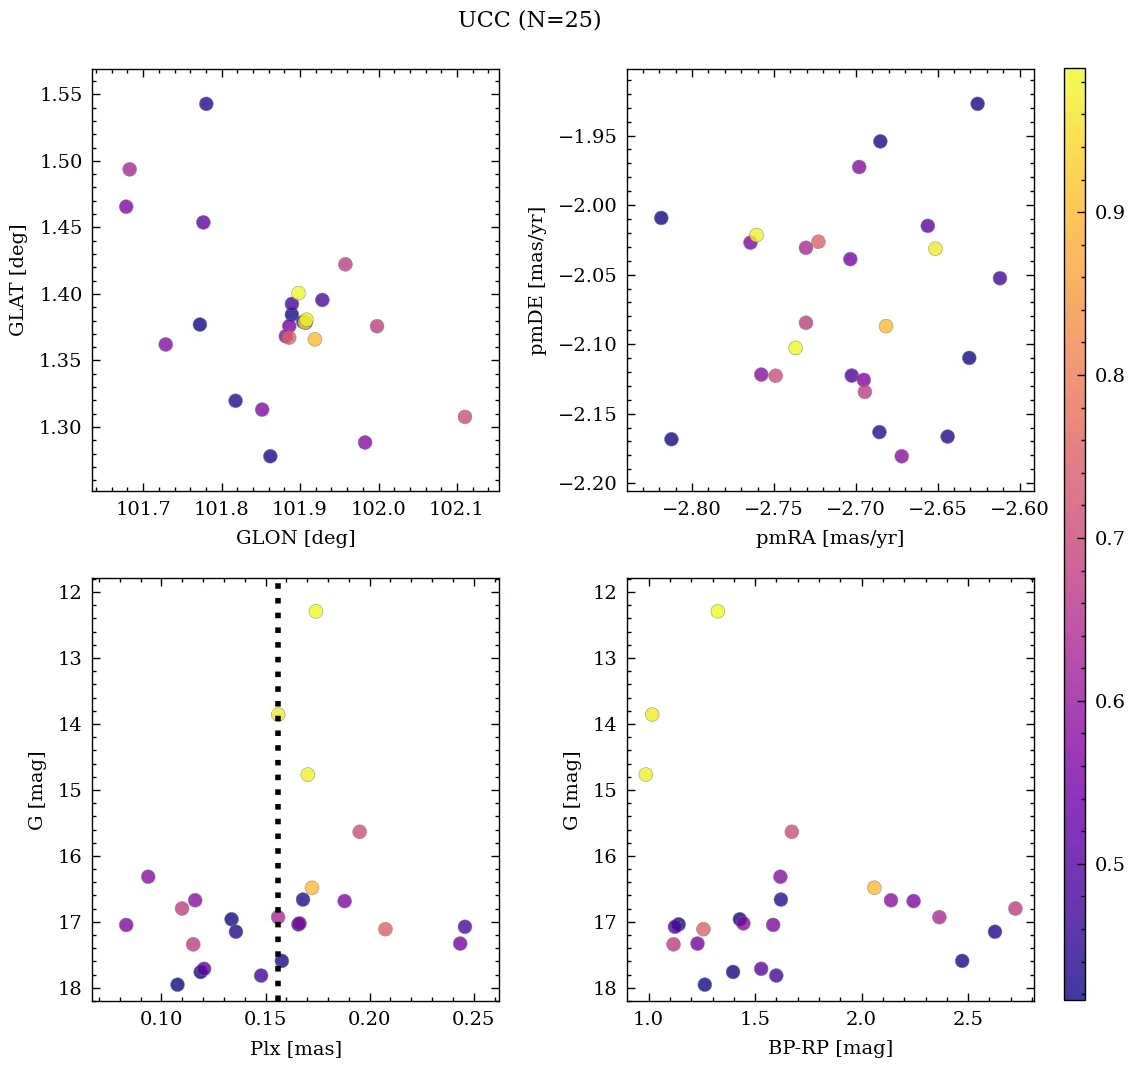 UCC (N=25)
1.55
1.50
1.45
1.40
1.35
1.30
GLAT [deg]
101.7 101.8 101.9 102.0 102.1
GLON [deg]
−1.95
−2.00
−2.05
−2.10
−2.15
−2.20
pmDE [mas/yr]
−2.80 −2.75 −2.70 −2.65 −2.60
pmRA [mas/yr]
12
13
14
15
16
17
18
G [mag]
0.10 0.15 0.20 0.25
Plx [mas]
12
13
14
15
16
17
18
G [mag]
1.0 1.5 2.0 2.5
BP-RP [mag]
0.9
0.8
0.7
0.6
0.5